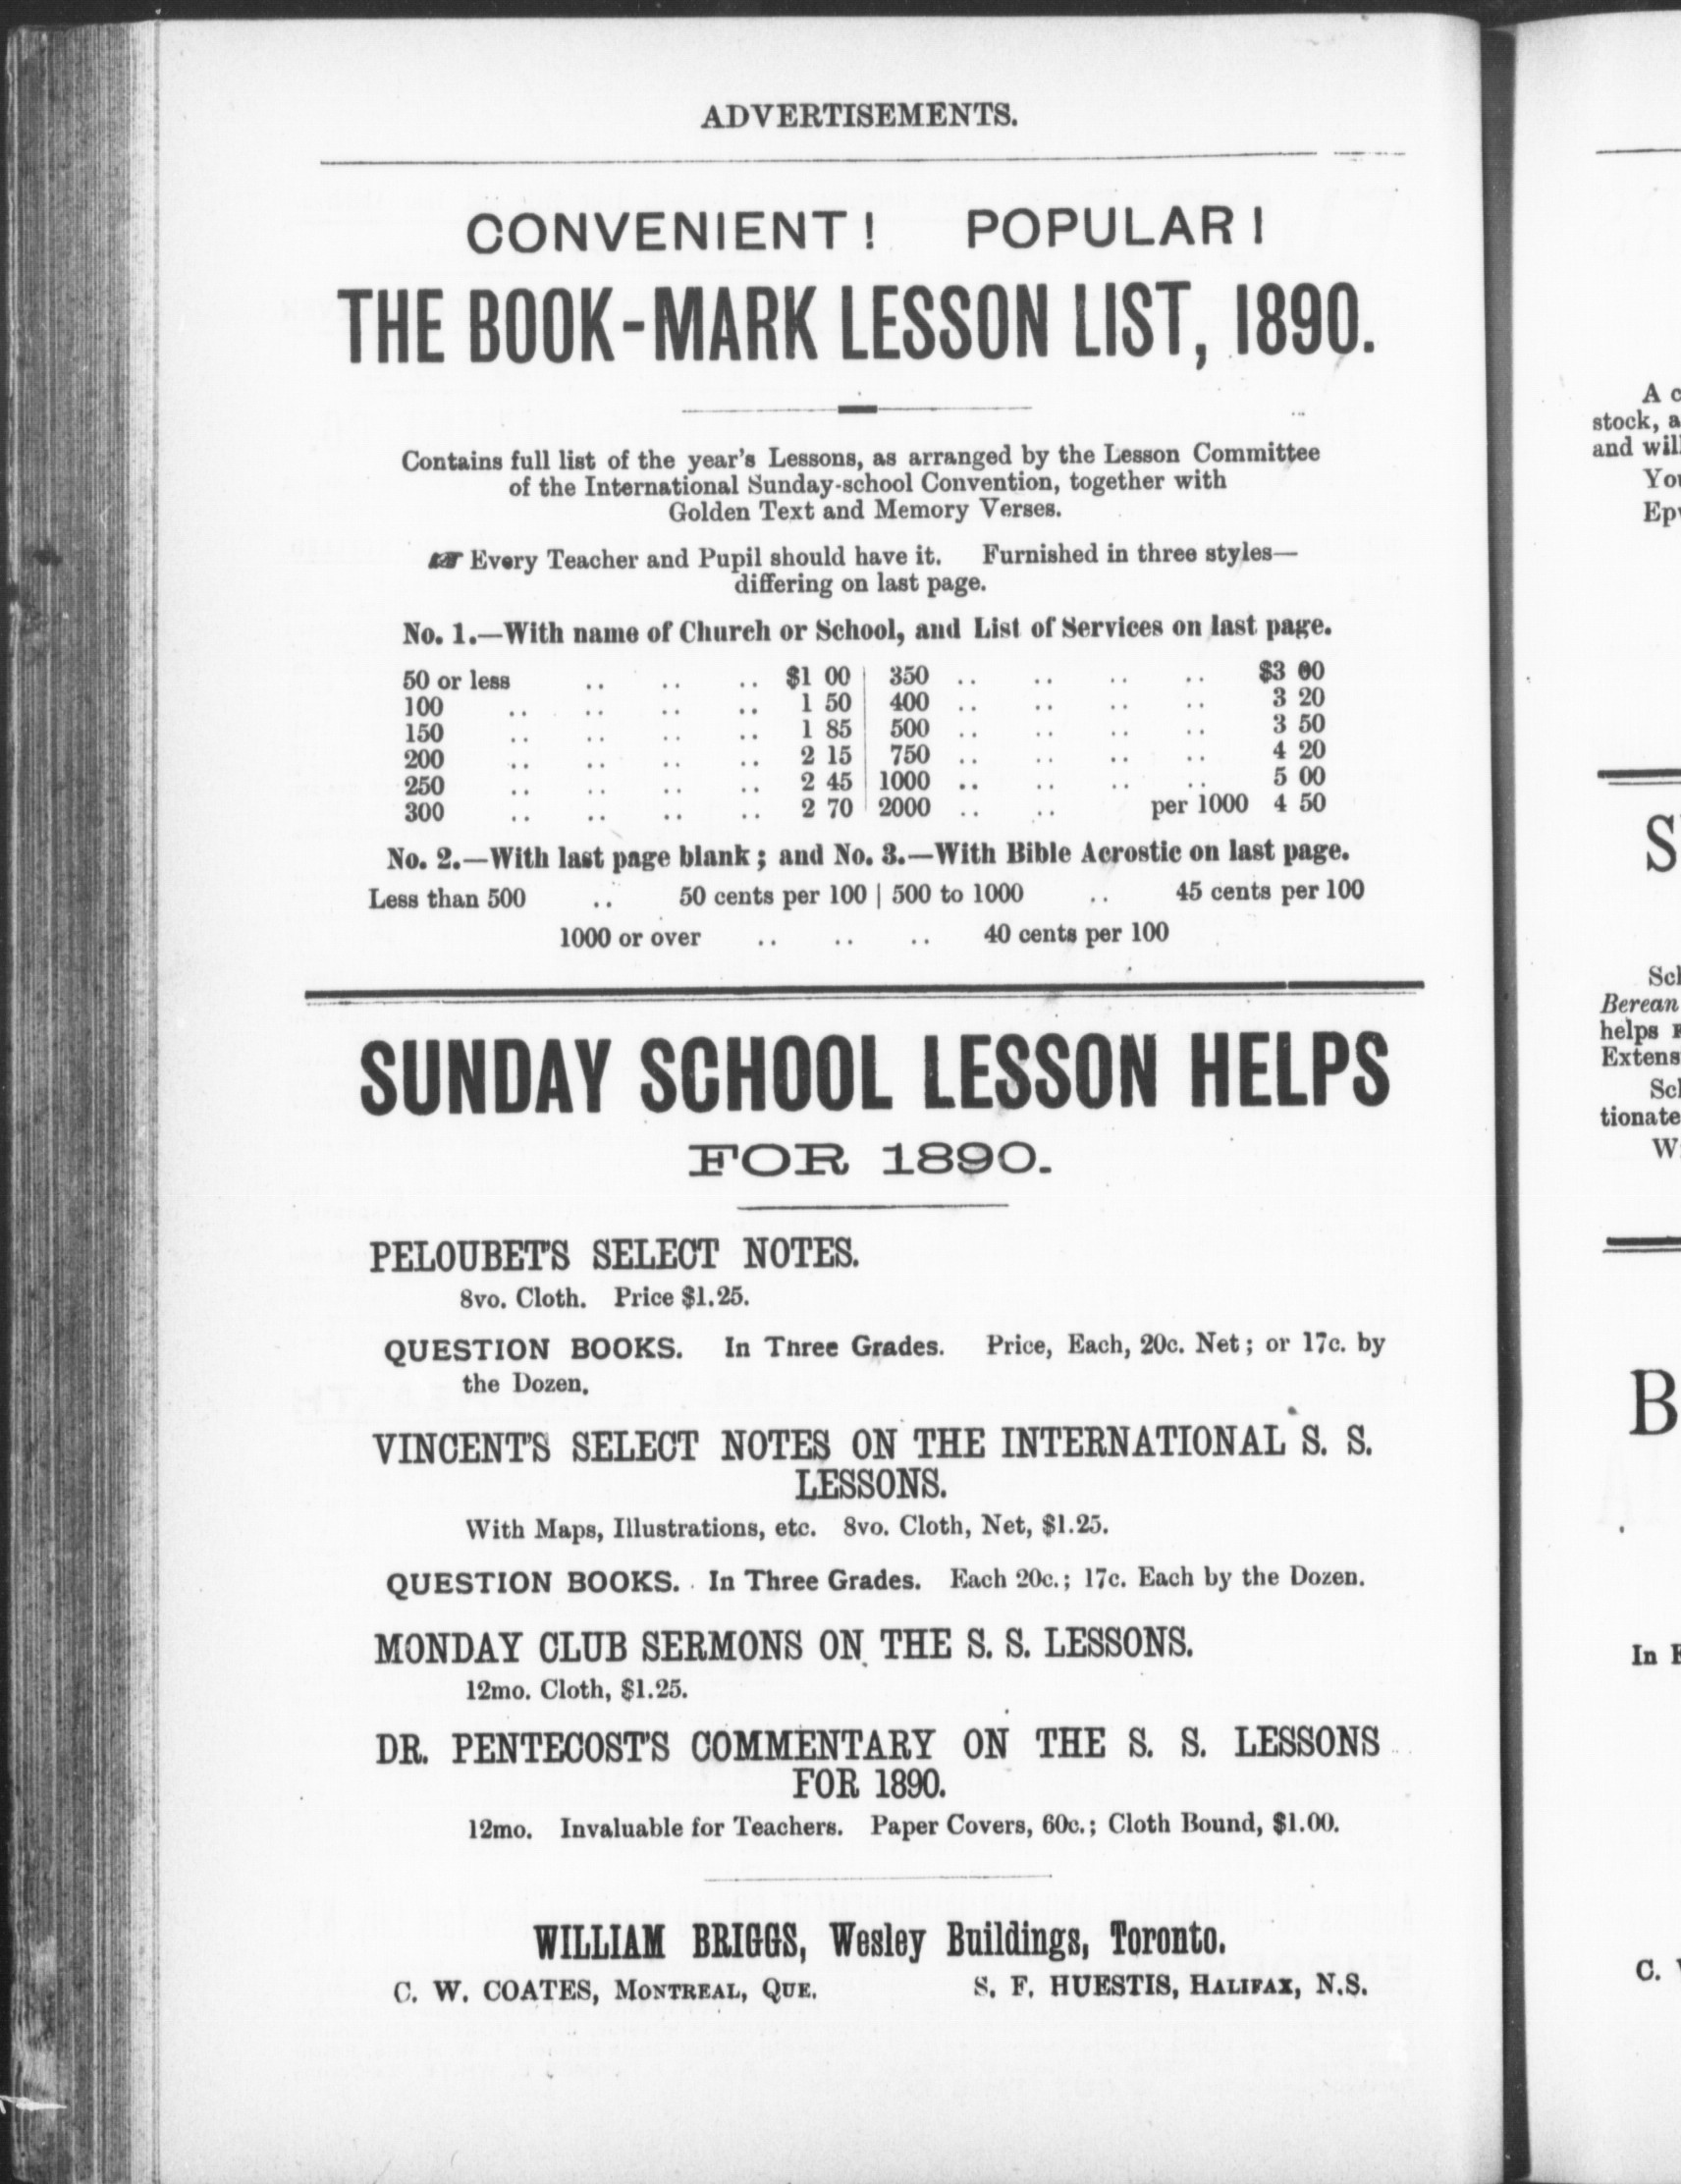 ADVERTISEMENTS.
CONVENIENT! POPULAR!
THE BOOK-MARK LESSON LIST, 1890.
Contains full list of the year's Lessons, as arranged by the Lesson Committee
of the International Sunday-school Convention, together with
Golden Text and Memory Verses.
☞ Every Teacher and Pupil should have it. Furnished in three styles—
differing on last page.
No. 1.—With name of Church or School, and List of Services on last page.
50 or less .. .. .. $1 00 | 350 .. .. .. .. $3 00
100 .. .. .. .. 1 50 | 400 .. .. .. .. 3 20
150 .. .. .. .. 1 85 | 500 .. .. .. .. 3 50
200 .. .. .. .. 2 15 | 750 .. .. .. .. 4 20
250 .. .. .. .. 2 45 | 1000 .. .. .. .. 5 00
300 .. .. .. .. 2 70 | 2000 .. .. per 1000 4 50
No. 2.—With last page blank; and No. 3.—With Bible Acrostic on last page.
Less than 500 .. 50 cents per 100 | 500 to 1000 .. 45 cents per 100
1000 or over .. .. .. 40 cents per 100
SUNDAY SCHOOL LESSON HELPS
FOR 1890.
PELOUBET'S SELECT NOTES.
8vo. Cloth. Price $1.25.
QUESTION BOOKS. In Three Grades. Price, Each, 20c. Net; or 17c. by
the Dozen.
VINCENT'S SELECT NOTES ON THE INTERNATIONAL S. S.
LESSONS.
With Maps, Illustrations, etc. 8vo. Cloth, Net, $1.25.
QUESTION BOOKS. In Three Grades. Each 20c.; 17c. Each by the Dozen.
MONDAY CLUB SERMONS ON THE S. S. LESSONS.
12mo. Cloth, $1.25.
DR. PENTECOST'S COMMENTARY ON THE S. S. LESSONS
FOR 1890.
12mo. Invaluable for Teachers. Paper Covers, 60c.; Cloth Bound, $1.00.
WILLIAM BRIGGS, Wesley Buildings, Toronto.
C. W. COATES, MONTREAL, QUE. S. F. HUESTIS, HALIFAX, N.S.
A
stock,
and
Berean
helps
In
C.